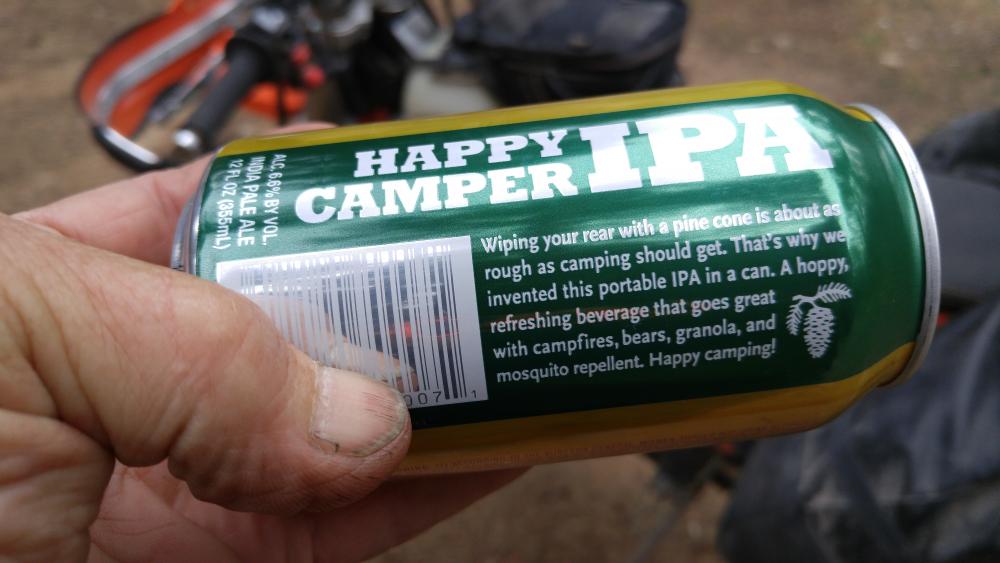 HAPPY
CAMPER IPA
ALC. 6.6% BY VOL.
INDIA PALE ALE
12 FL. OZ (355mL)
Wiping your rear with a pine cone is about as
rough as camping should get. That's why we
invented this portable IPA in a can. A hoppy,
refreshing beverage that goes great
with campfires, bears, granola, and
mosquito repellent. Happy camping!
007 1